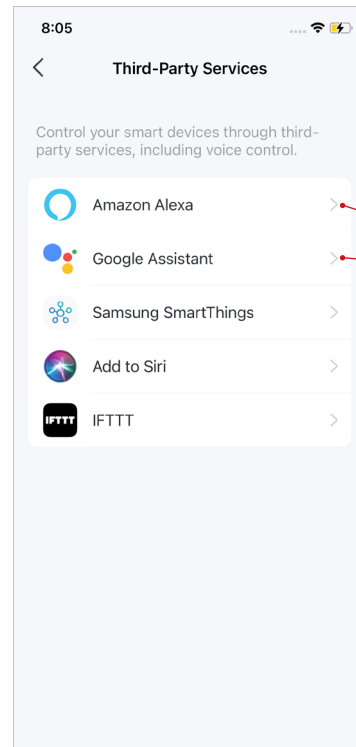 8:05
Third-Party Services
Control your smart devices through third-
party services, including voice control.
Amazon Alexa
Google Assistant
Samsung SmartThings
Add to Siri
IFTTT IFTTT